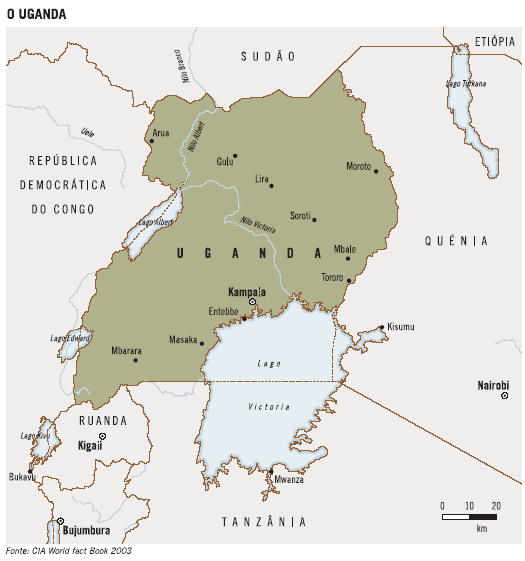 O UGANDA
SUDÃO
ETIÓPIA
Nilo Branco
Lago Turkana
Uele
Arua
Nilo Albert
Gulu
Lira
Moroto
REPÚBLICA
DEMOCRÁTICA
DO CONGO
Lago Albert
Nilo Victoria
Soroti
QUÉNIA
UGANDA
Mbale
Tororo
Kampala
Entebbe
Kisumu
Lago Edward
Masaka
Mbarara
Lago
Nairobi
Victoria
RUANDA
Kigali
Lago Kivu
Bukavu
Mwanza
0 10 20
km
TANZÂNIA
Bujumbura
Fonte: CIA World fact Book 2003